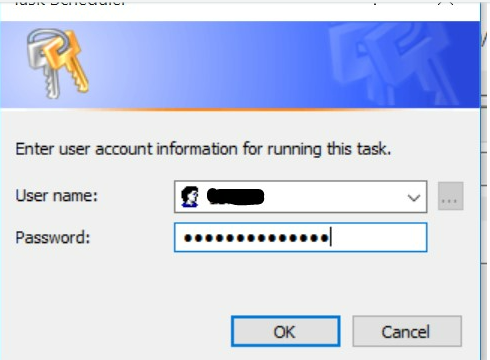 Task Scheduler
Enter user account information for running this task.
User name:
...
Password:
••••••••••••••
OK
Cancel